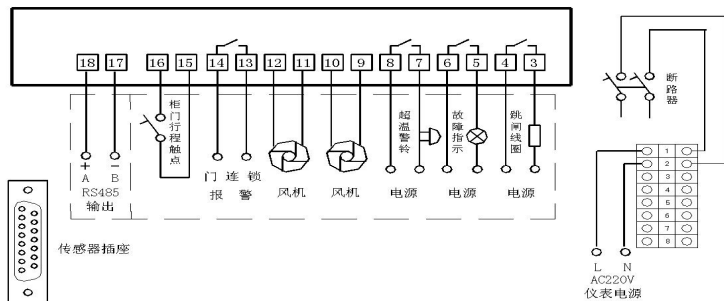 18 17 16 15 14 13 12 11 10 9 8 7 6 5 4 3
柜门行程触点
超温警铃
故障指示
跳闸线圈
断路器
+ -
A B
RS485
输出
门连锁
报警
风机
风机
电源
电源
电源
传感器插座
1
2
3
4
5
6
7
8
L N
AC220V
仪表电源